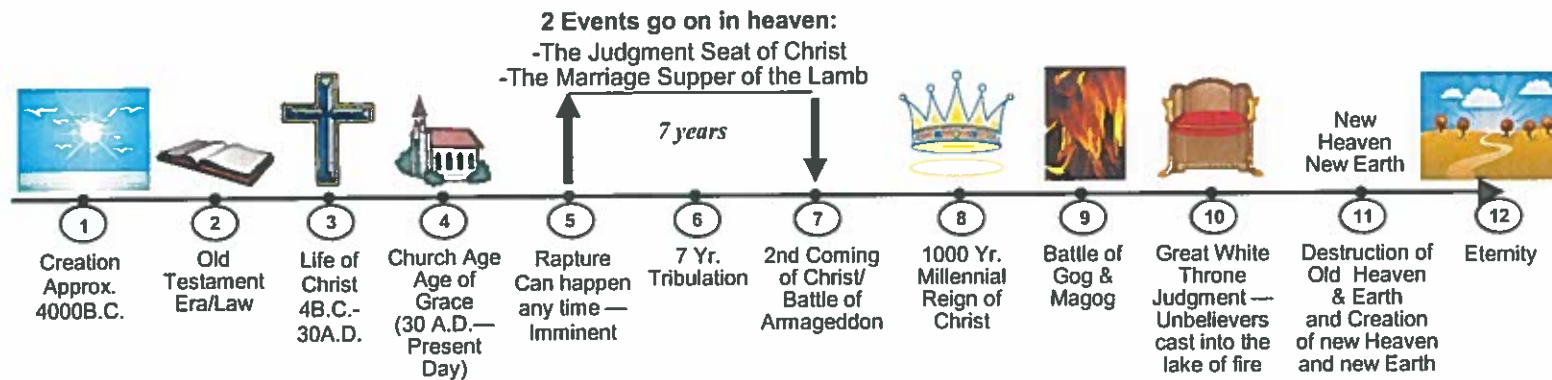 2 Events go on in heaven:
-The Judgment Seat of Christ
-The Marriage Supper of the Lamb
7 years
New
Heaven
New Earth
1
Creation
Approx.
4000B.C.
2
Old
Testament
Era/Law
3
Life of
Christ
4B.C.-
30A.D.
4
Church Age
Age of
Grace
(30 A.D.—
Present
Day)
5
Rapture
Can happen
any time —
Imminent
6
7 Yr.
Tribulation
7
2nd Coming
of Christ/
Battle of
Armageddon
8
1000 Yr.
Millennial
Reign of
Christ
9
Battle of
Gog &
Magog
10
Great White
Throne
Judgment —
Unbelievers
cast into the
lake of fire
11
Destruction of
Old Heaven
& Earth
and Creation
of new Heaven
and new Earth
12
Eternity